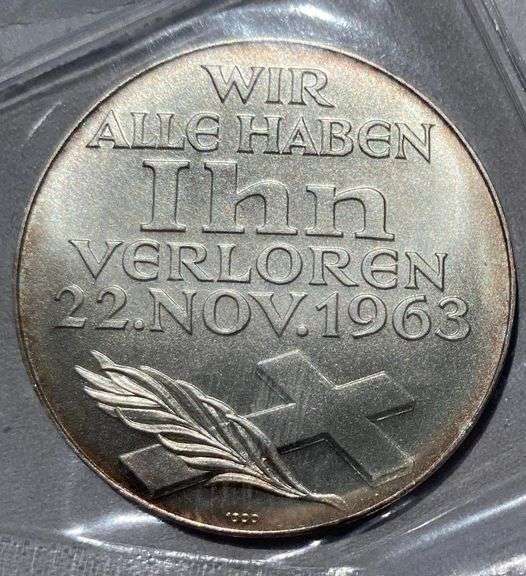 WIR
ALLE HABEN
Ihn
VERLOREN
22.NOV.1963
1000